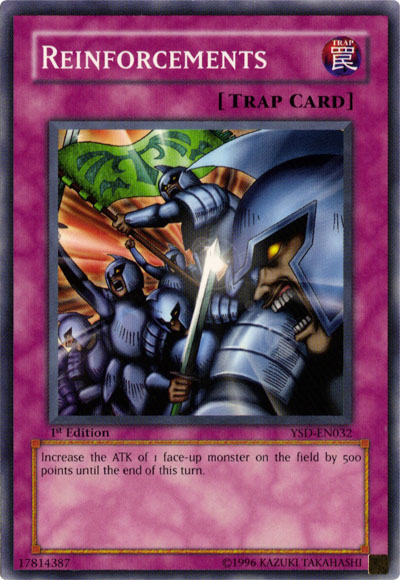 REINFORCEMENTS
TRAP
罠
[TRAP CARD]
1st Edition
YSD-EN032
Increase the ATK of 1 face-up monster on the field by 500
points until the end of this turn.
17814387
©1996 KAZUKI TAKAHASHI